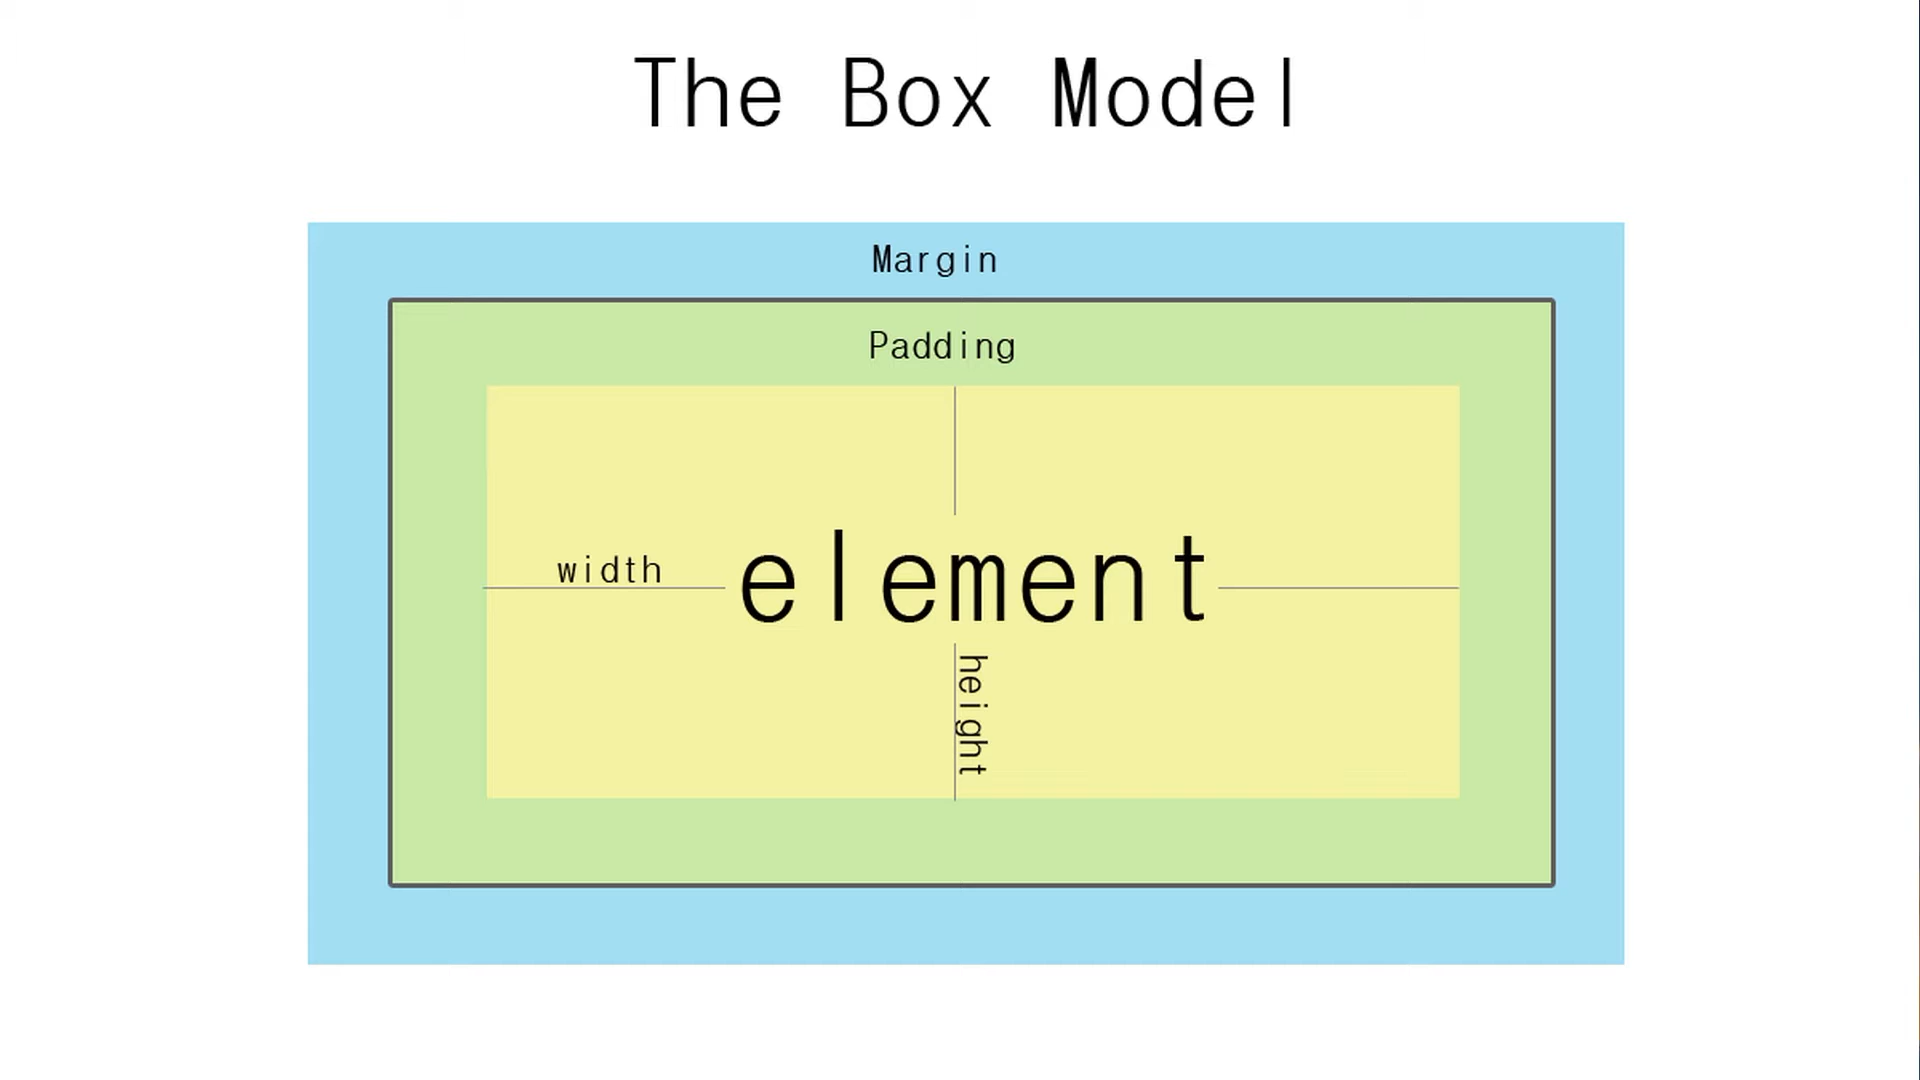 The Box Model
Margin
Padding
width
element
height